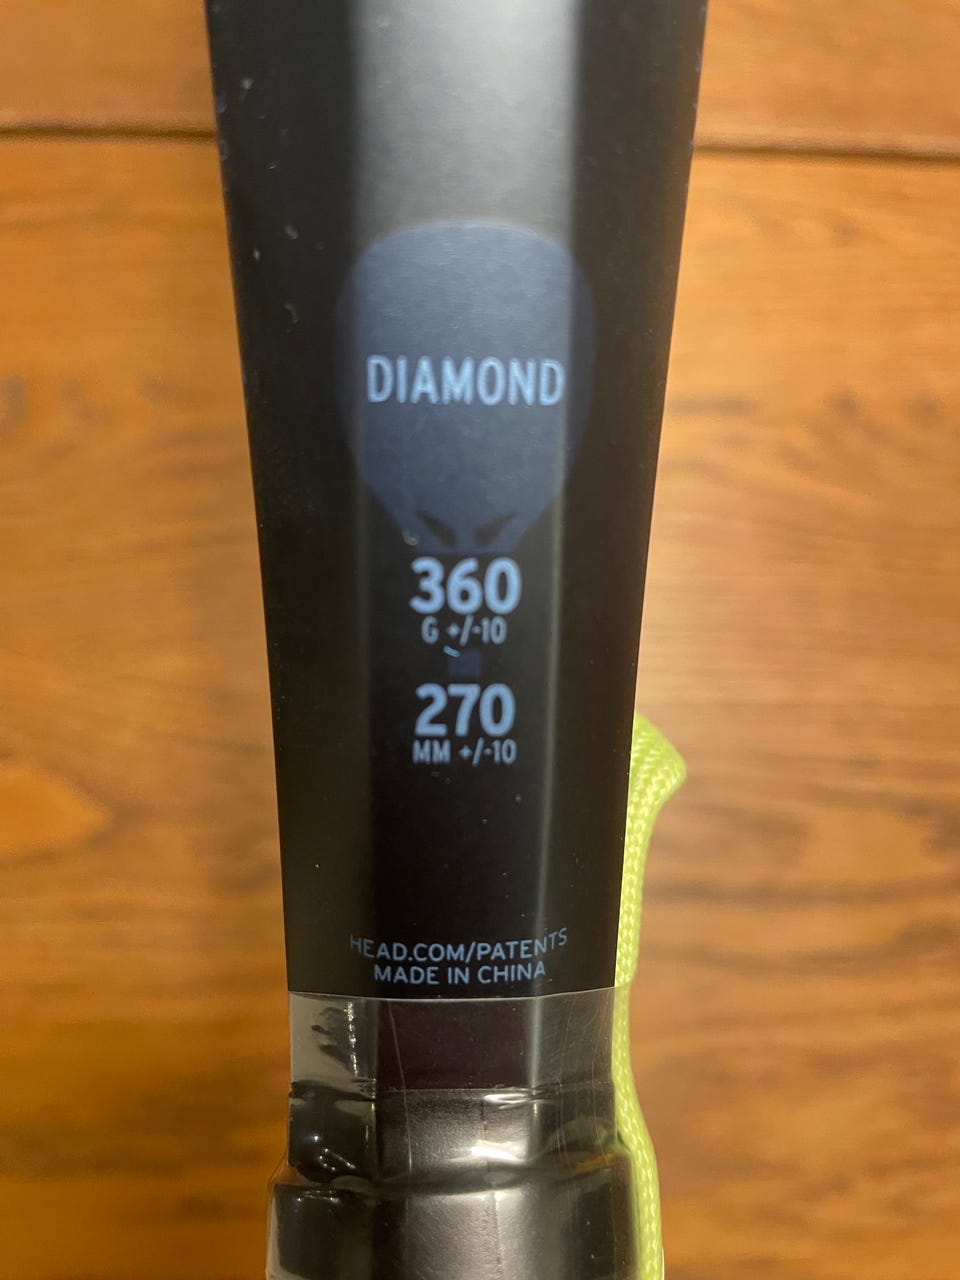 DIAMOND
360
G +/-10
270
MM +/-10
HEAD.COM/PATENTS
MADE IN CHINA